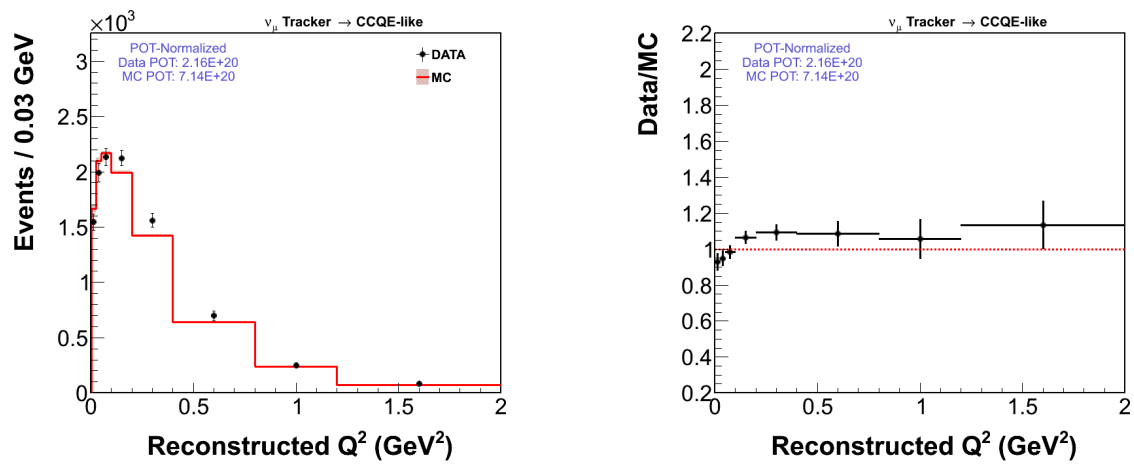 ×10³
ν_μ Tracker → CCQE-like
POT-Normalized
Data POT: 2.16E+20
MC POT: 7.14E+20
DATA
MC
Events / 0.03 GeV
3
2.5
2
1.5
1
0.5
0
0 0.5 1 1.5 2
Reconstructed Q² (GeV²)
ν_μ Tracker → CCQE-like
POT-Normalized
Data POT: 2.16E+20
MC POT: 7.14E+20
Data/MC
2.2
2
1.8
1.6
1.4
1.2
1
0.8
0.6
0.4
0.2
0 0.5 1 1.5 2
Reconstructed Q² (GeV²)